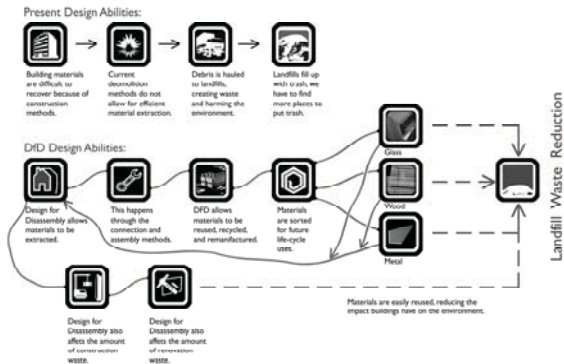 Present Design Abilities:
Building materials
are difficult to
recover because of
construction
methods.
Current
demolition
methods do not
allow for efficient
material extraction.
Debris is hauled
to landfills,
creating waste
and harming the
environment.
Landfills fill up
with trash, we
have to find
more places to
put trash.
DfD Design Abilities:
Design for
Disassembly allows
materials to be
extracted.
This happens
through the
connection and
assembly methods.
DFD allows
materials to be
reused, recycled,
and remanifactured.
Materials
are sorted
for future
life-cycle
uses.
Glass
Wood
Metal
Landfill Waste Reduction
Design for
Disassembly also
affets the amount
of construction
waste.
Design for
Disassembly also
affets the amount
of renovation
waste.
Materials are easily reused, reducing the
impact buildings have on the environment.